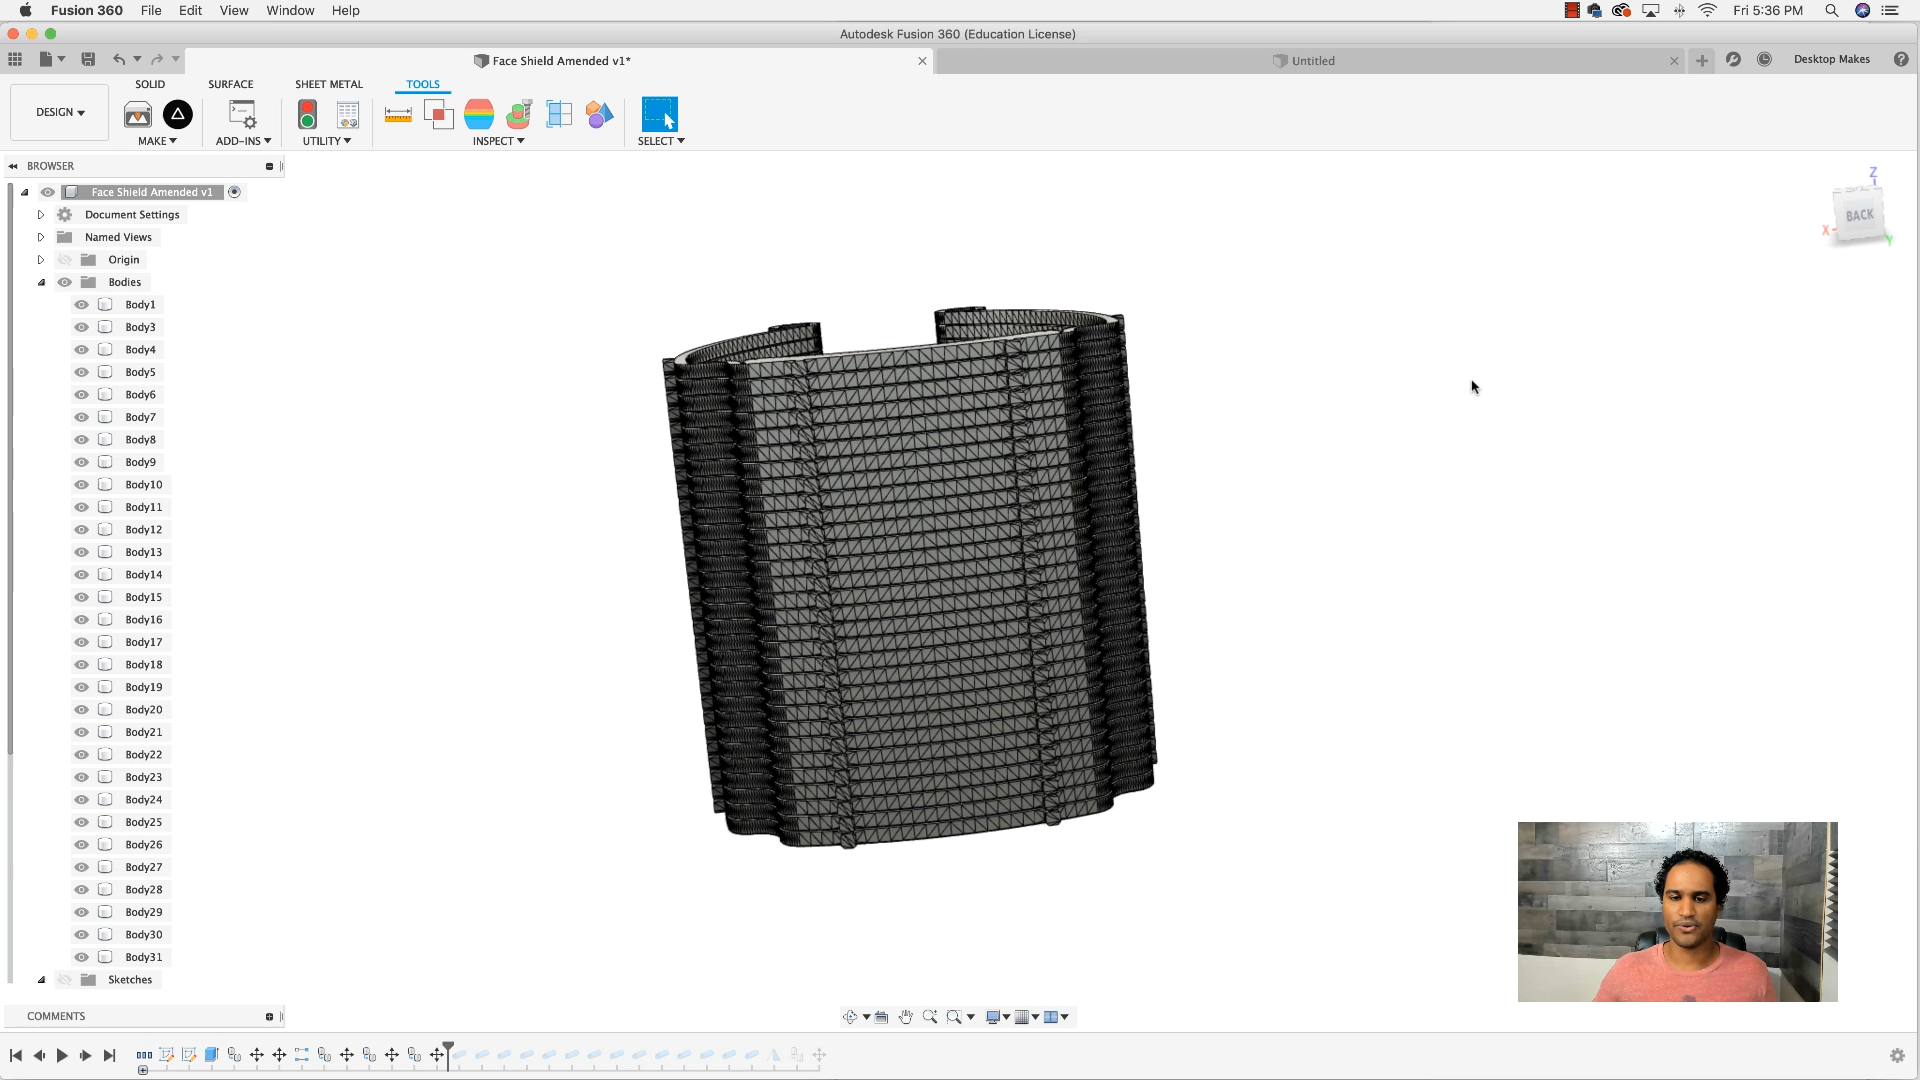 Fusion 360 File Edit View Window Help Fri 5:36 PM
Autodesk Fusion 360 (Education License)
Face Shield Amended v1* Untitled Desktop Makes
SOLID SURFACE SHEET METAL TOOLS
DESIGN
MAKE ADD-INS UTILITY INSPECT SELECT
BROWSER
Face Shield Amended v1
Document Settings
Named Views
Origin
Bodies
Body1
Body3
Body4
Body5
Body6
Body7
Body8
Body9
Body10
Body11
Body12
Body13
Body14
Body15
Body16
Body17
Body18
Body19
Body20
Body21
Body22
Body23
Body24
Body25
Body26
Body27
Body28
Body29
Body30
Body31
Sketches
COMMENTS
Z
BACK
X
Y